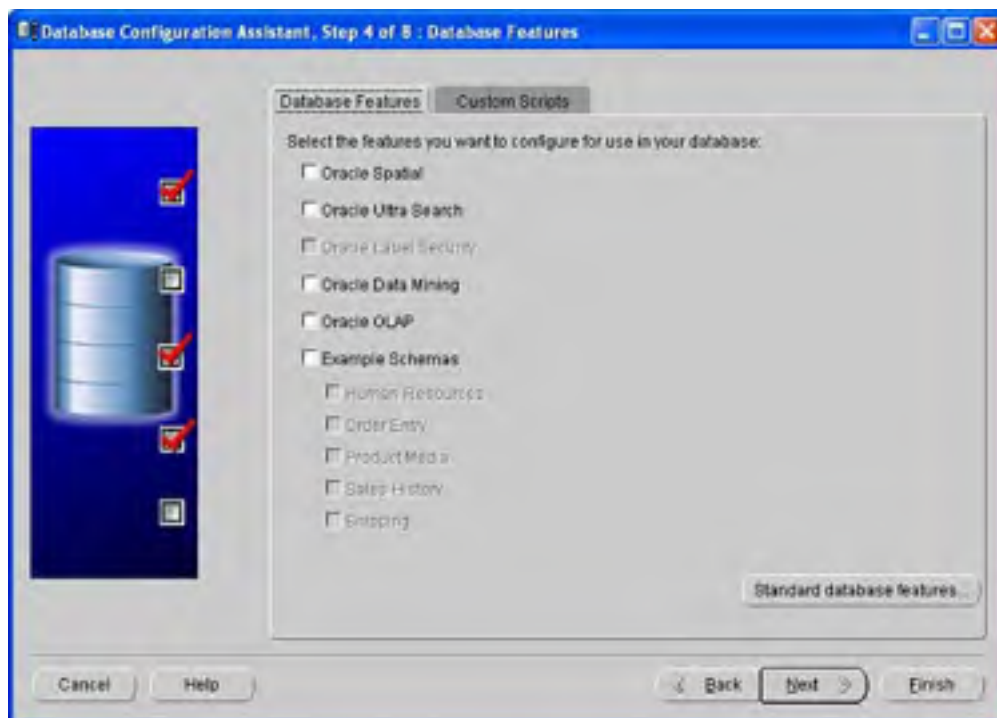 Database Configuration Assistant, Step 4 of 8 : Database Features
Database Features
Custom Scripts
Select the features you want to configure for use in your database:
Oracle Spatial
Oracle Ultra Search
Oracle Label Security
Oracle Data Mining
Oracle OLAP
Example Schemas
Human Resources
Order Entry
Product Media
Sales History
Standard database features...
Cancel
Help
Back
Next
Finish